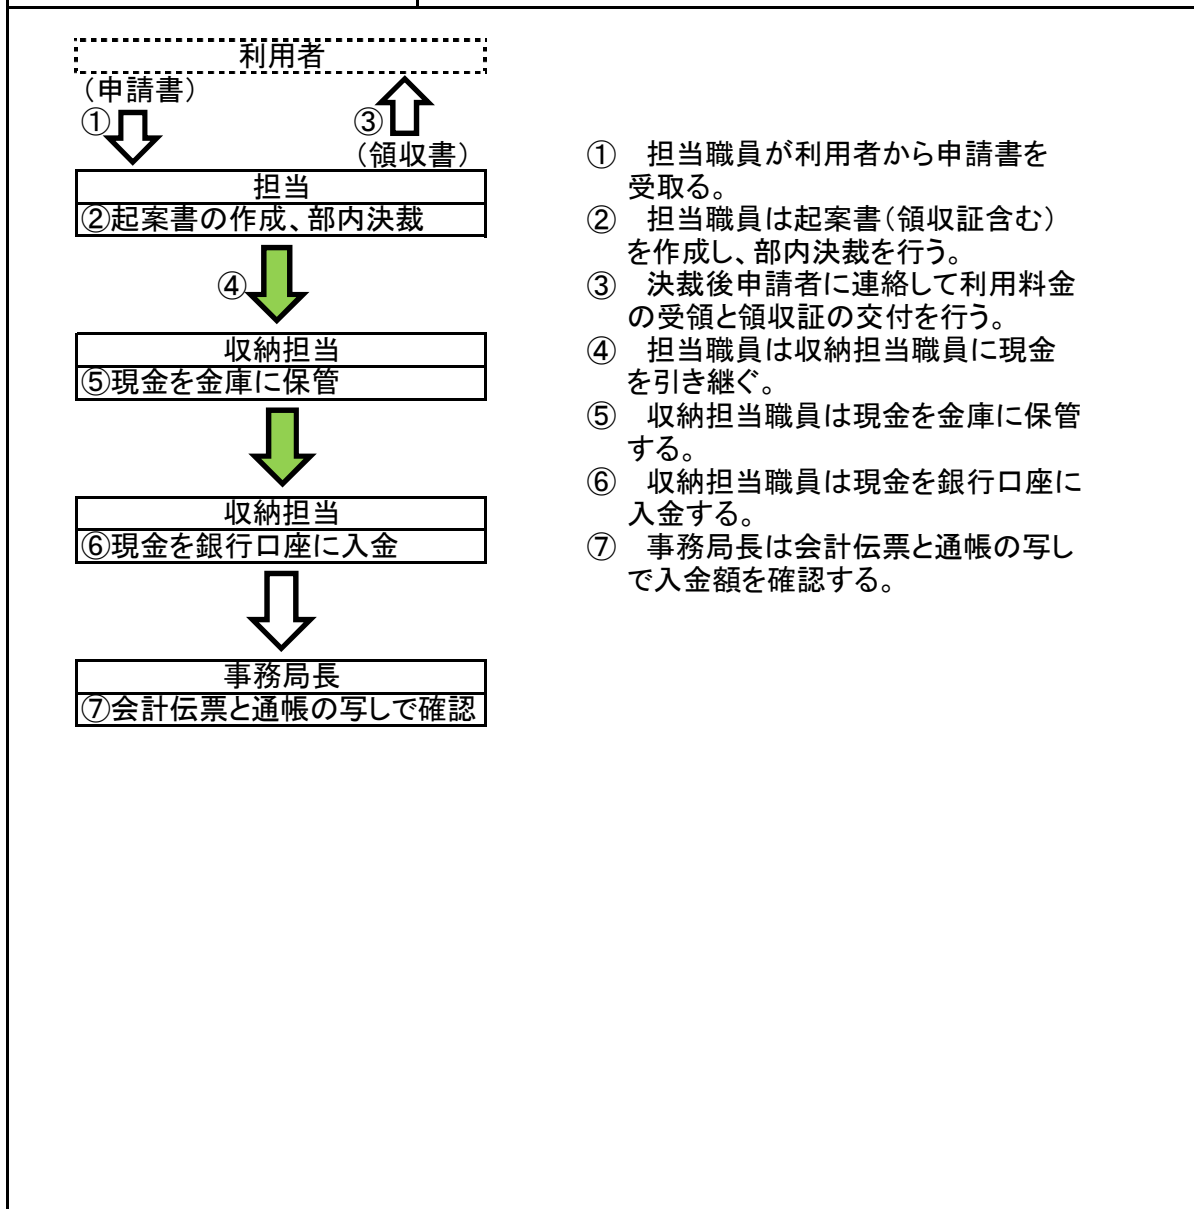 利用者
（申請書）
① ③
（領収書）
担当
②起案書の作成、部内決裁
④
収納担当
⑤現金を金庫に保管
収納担当
⑥現金を銀行口座に入金
事務局長
⑦会計伝票と通帳の写しで確認
①　担当職員が利用者から申請書を
受取る。
②　担当職員は起案書（領収証含む）
を作成し、部内決裁を行う。
③　決裁後申請者に連絡して利用料金
の受領と領収証の交付を行う。
④　担当職員は収納担当職員に現金
を引き継ぐ。
⑤　収納担当職員は現金を金庫に保管
する。
⑥　収納担当職員は現金を銀行口座に
入金する。
⑦　事務局長は会計伝票と通帳の写し
で入金額を確認する。